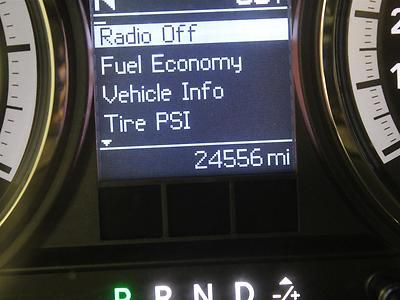 N
Radio Off
Fuel Economy
Vehicle Info
Tire PSI
24556 mi
P R N D -/+